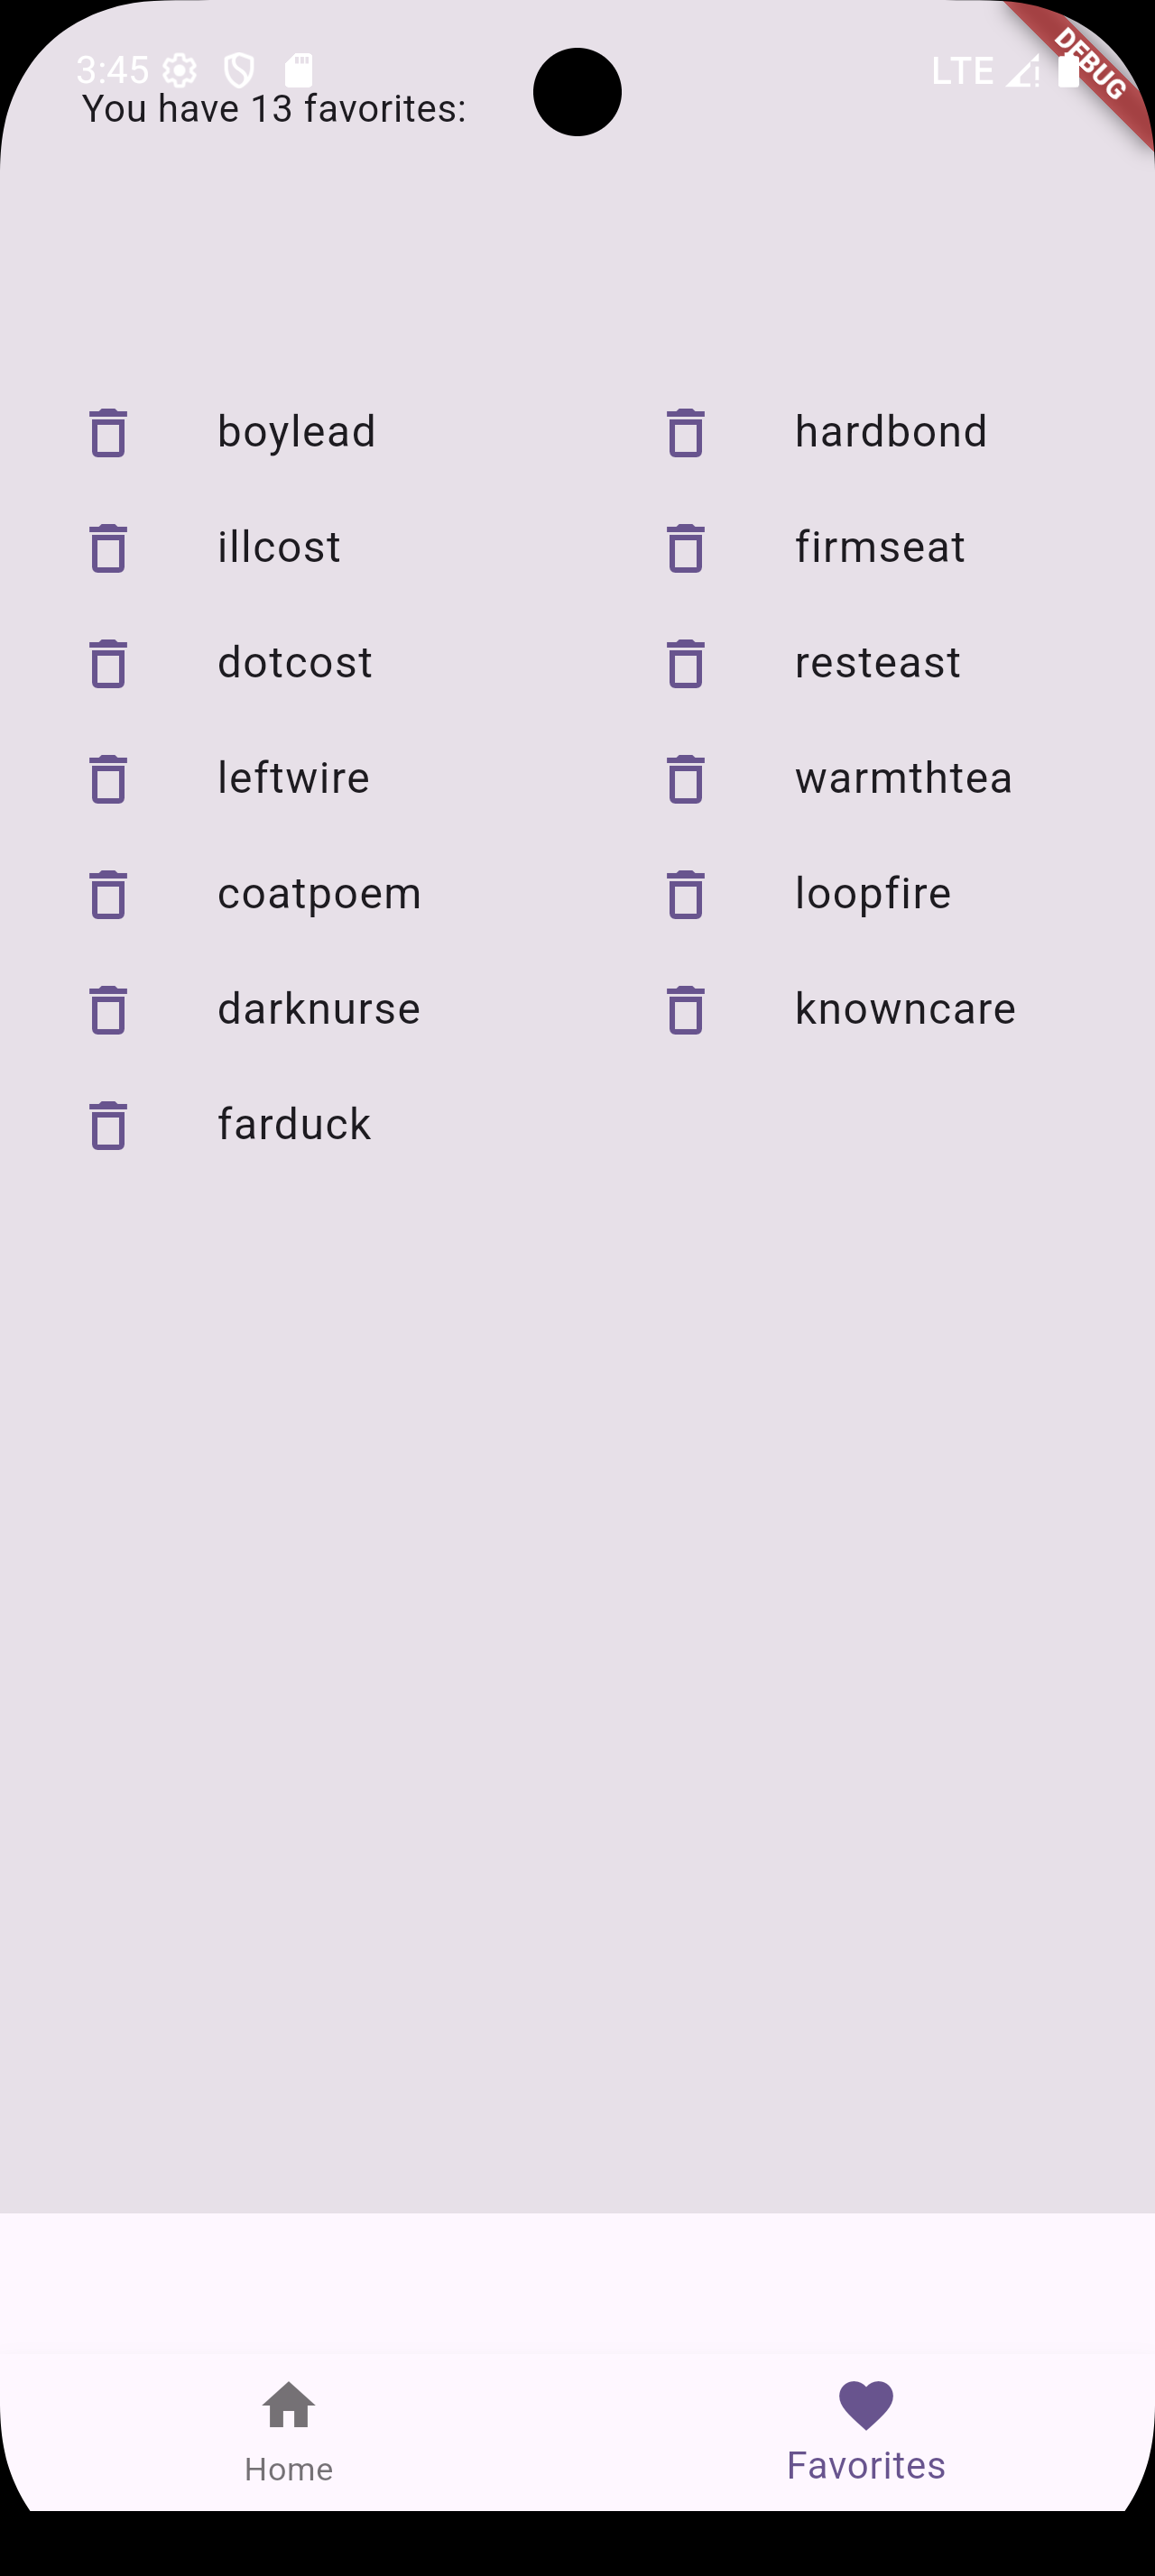 3:45 LTE
DEBUG
You have 13 favorites:
boylead hardbond
illcost firmseat
dotcost resteast
leftwire warmthtea
coatpoem loopfire
darknurse knowncare
farduck
Home Favorites